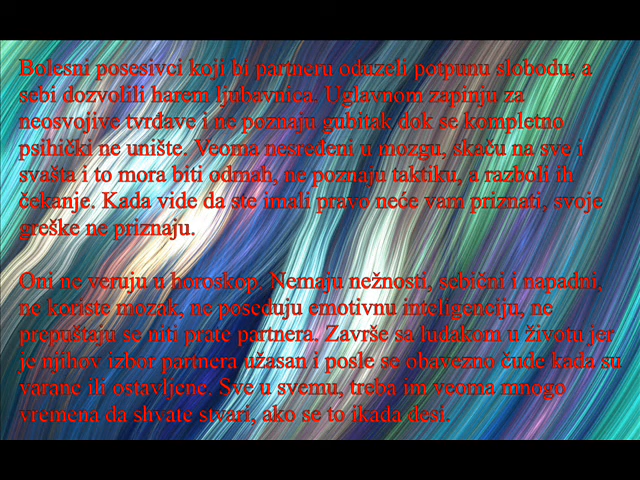 Bolesni posesivci koji bi partneru oduzeli potpunu slobodu, a
sebi dozvolili harem ljubavnica. Uglavnom zapinju za
neosvojive tvrđave i ne poznaju gubitak dok se kompletno
psihički ne unište. Veoma nesređeni u mozgu, skaču na sve i
svašta i to mora biti odmah, ne poznaju taktiku, a razboli ih
čekanje. Kada vide da ste imali pravo neće vam priznati, svoje
greške ne priznaju.
Oni ne veruju u horoskop. Nemaju nežnosti, sebični i napadni,
ne koriste mozak, ne poseduju emotivnu inteligenciju, ne
prepuštaju se niti prate partnera. Završe sa ludakom u životu jer
je njihov izbor partnera užasan i posle se obavezno čude kada su
varane ili ostavljene. Sve u svemu, treba im veoma mnogo
vremena da shvate stvari, ako se to ikada desi.